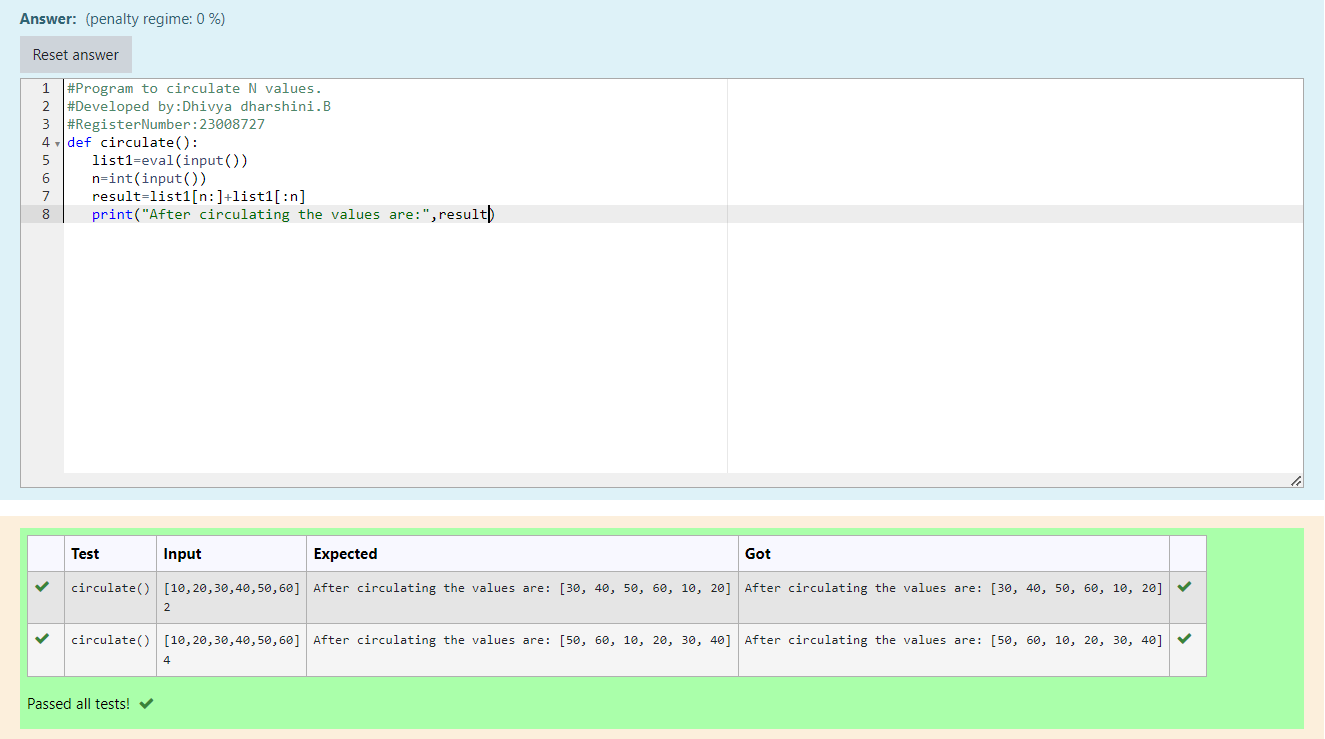 Answer: (penalty regime: 0 %)
Reset answer
1 #Program to circulate N values.
2 #Developed by:Dhivya dharshini.B
3 #RegisterNumber:23008727
4 def circulate():
5    list1=eval(input())
6    n=int(input())
7    result=list1[n:]+list1[:n]
8    print("After circulating the values are:",result)
Test Input Expected Got
circulate() [10,20,30,40,50,60] After circulating the values are: [30, 40, 50, 60, 10, 20] After circulating the values are: [30, 40, 50, 60, 10, 20]
2
circulate() [10,20,30,40,50,60] After circulating the values are: [50, 60, 10, 20, 30, 40] After circulating the values are: [50, 60, 10, 20, 30, 40]
4
Passed all tests!